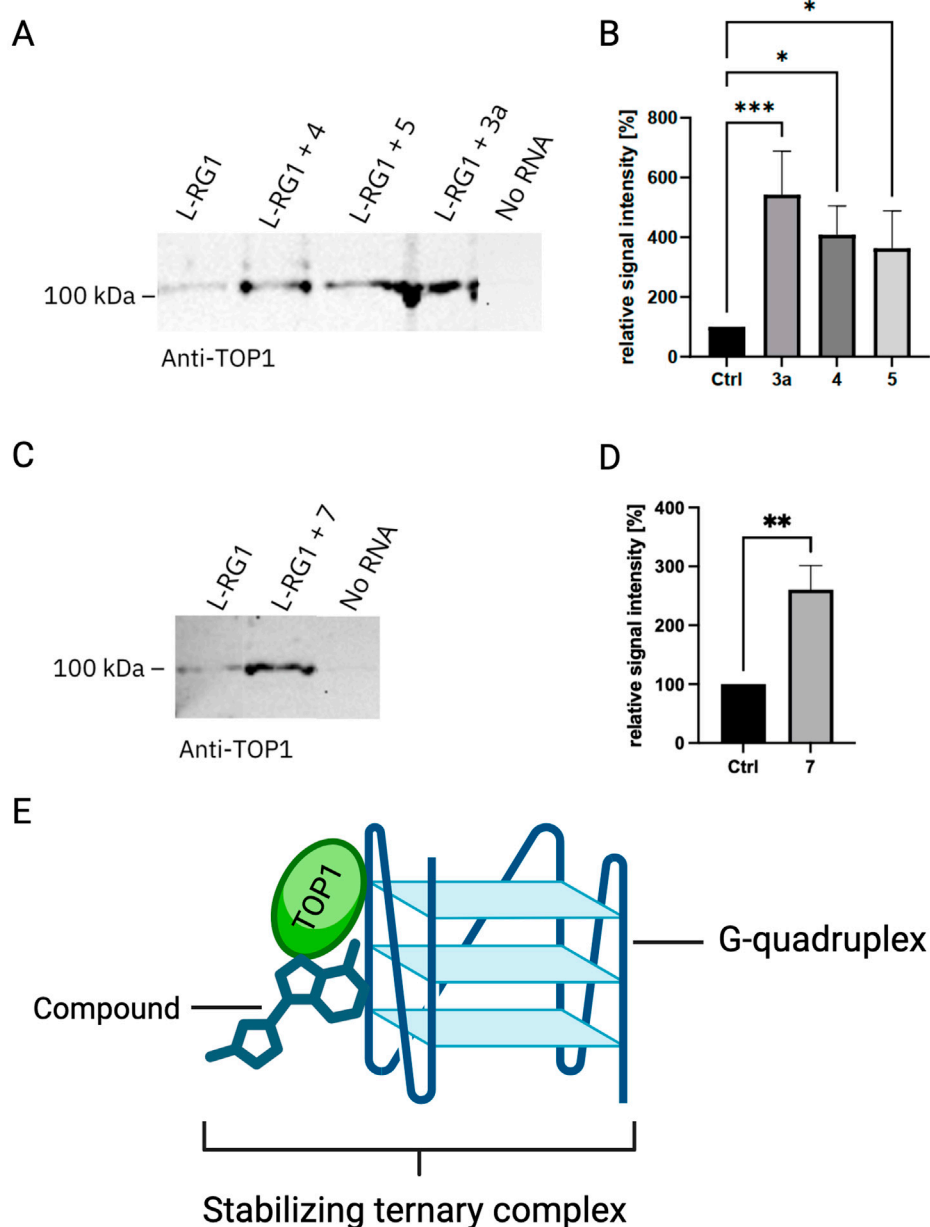 A
L-RG1
L-RG1 + 4
L-RG1 + 5
L-RG1 + 3a
No RNA
100 kDa
Anti-TOP1
B
*
*
***
relative signal intensity [%]
800
600
400
200
0
Ctrl 3a 4 5
C
L-RG1
L-RG1 + 7
No RNA
100 kDa
Anti-TOP1
D
**
relative signal intensity [%]
400
300
200
100
0
Ctrl 7
E
TOP1
G-quadruplex
Compound
Stabilizing ternary complex